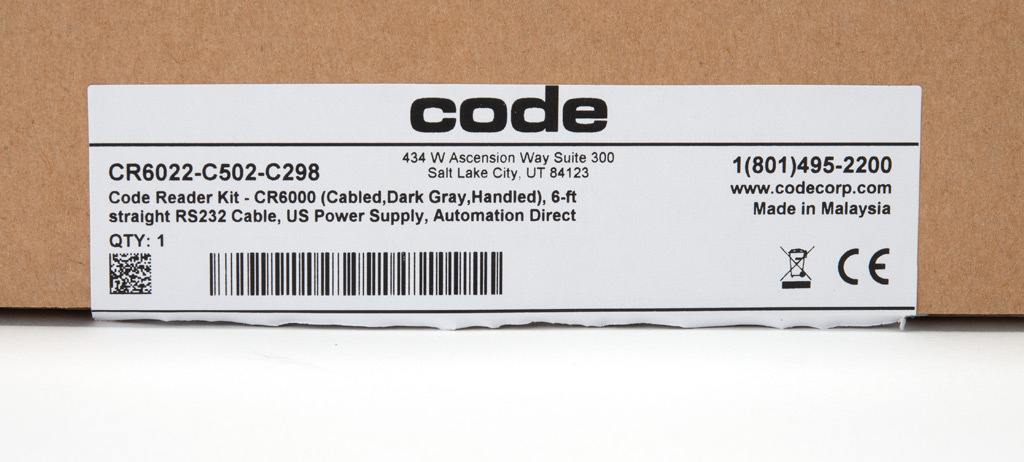 code
434 W Ascension Way Suite 300
Salt Lake City, UT 84123
CR6022-C502-C298
1(801)495-2200
Code Reader Kit - CR6000 (Cabled,Dark Gray,Handled), 6-ft
www.codecorp.com
straight RS232 Cable, US Power Supply, Automation Direct
Made in Malaysia
QTY: 1
CE